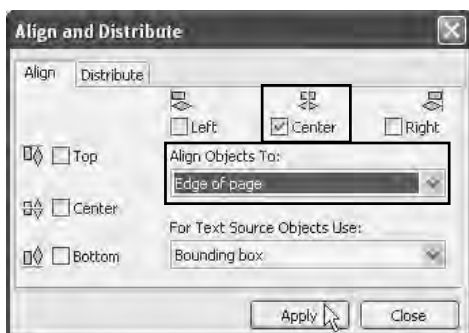 Align and Distribute
Align Distribute
Left Center Right
Top
Align Objects To:
Edge of page
Center
For Text Source Objects Use:
Bottom
Bounding box
Apply Close